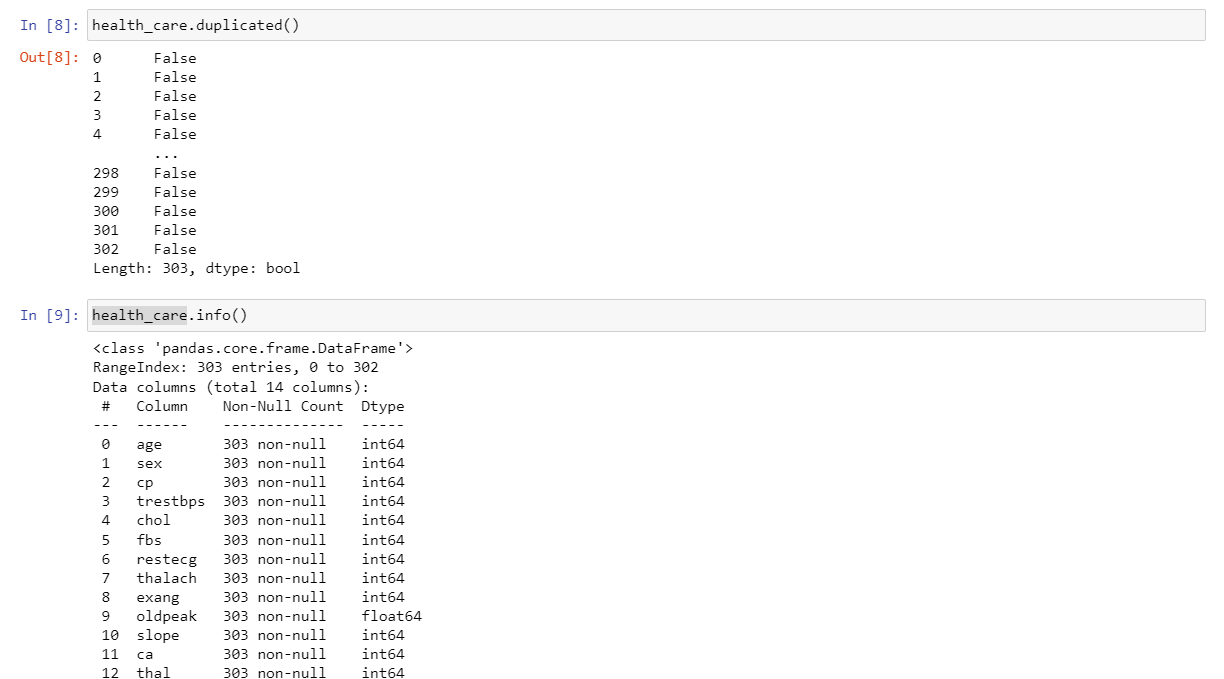 In [8]: health_care.duplicated()
Out[8]: 0      False
1      False
2      False
3      False
4      False
       ...
298    False
299    False
300    False
301    False
302    False
Length: 303, dtype: bool
In [9]: health_care.info()
<class 'pandas.core.frame.DataFrame'>
RangeIndex: 303 entries, 0 to 302
Data columns (total 14 columns):
 #   Column    Non-Null Count  Dtype
---  ------    --------------  -----
 0   age       303 non-null    int64
 1   sex       303 non-null    int64
 2   cp        303 non-null    int64
 3   trestbps  303 non-null    int64
 4   chol      303 non-null    int64
 5   fbs       303 non-null    int64
 6   restecg   303 non-null    int64
 7   thalach   303 non-null    int64
 8   exang     303 non-null    int64
 9   oldpeak   303 non-null    float64
 10  slope     303 non-null    int64
 11  ca        303 non-null    int64
 12  thal      303 non-null    int64